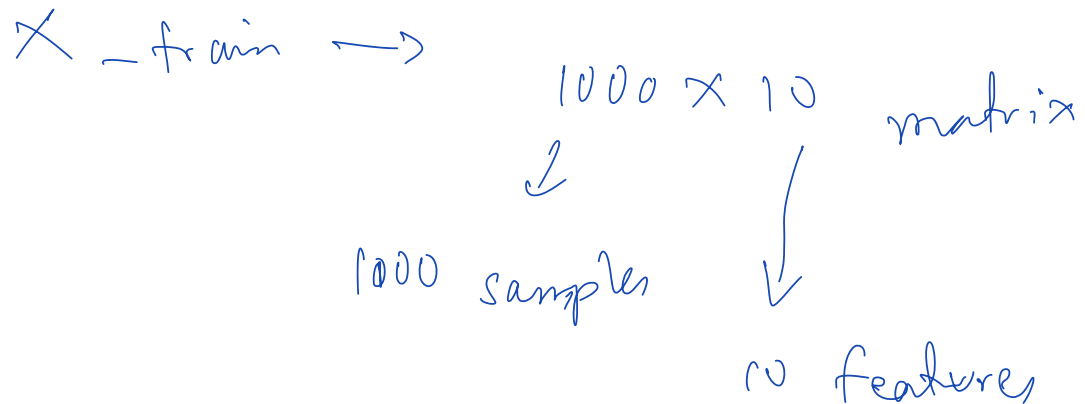 X_train →
1000 × 10 matrix
1000 samples
10 features